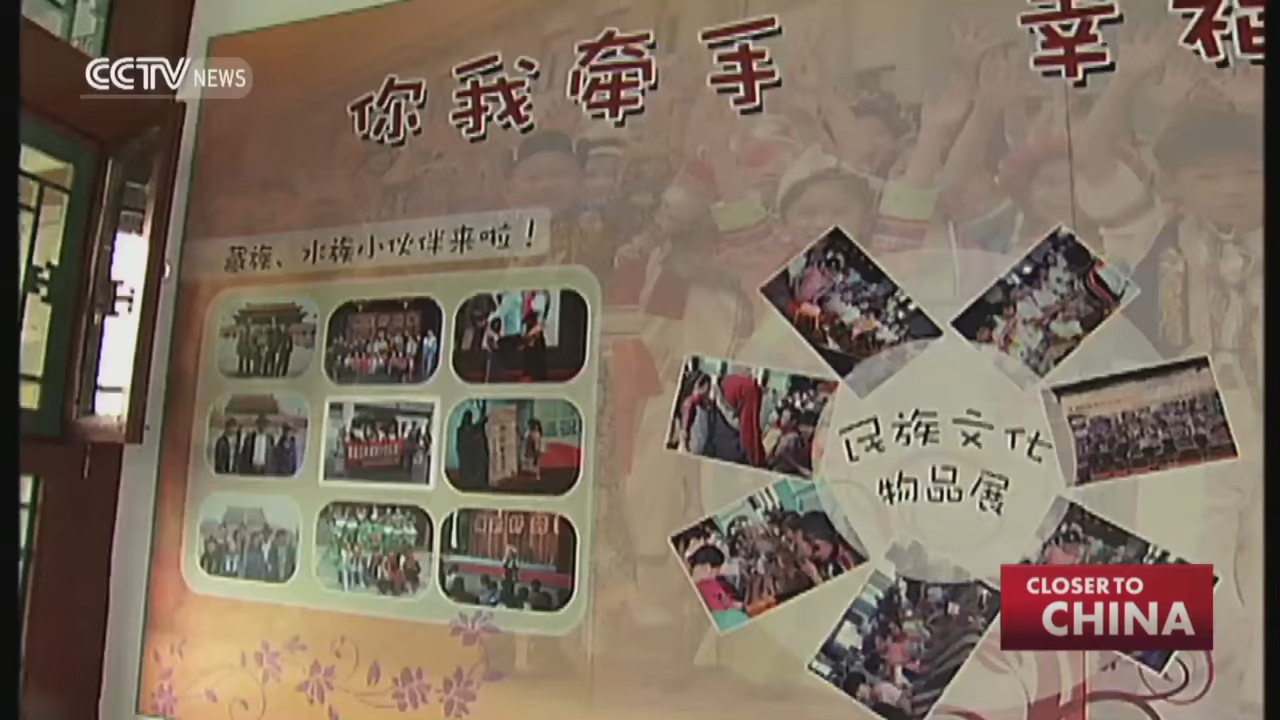 CCTV NEWS
你我牵手 幸福
藏族、水族小伙伴来啦！
民族文化
物品展
CLOSER TO
CHINA